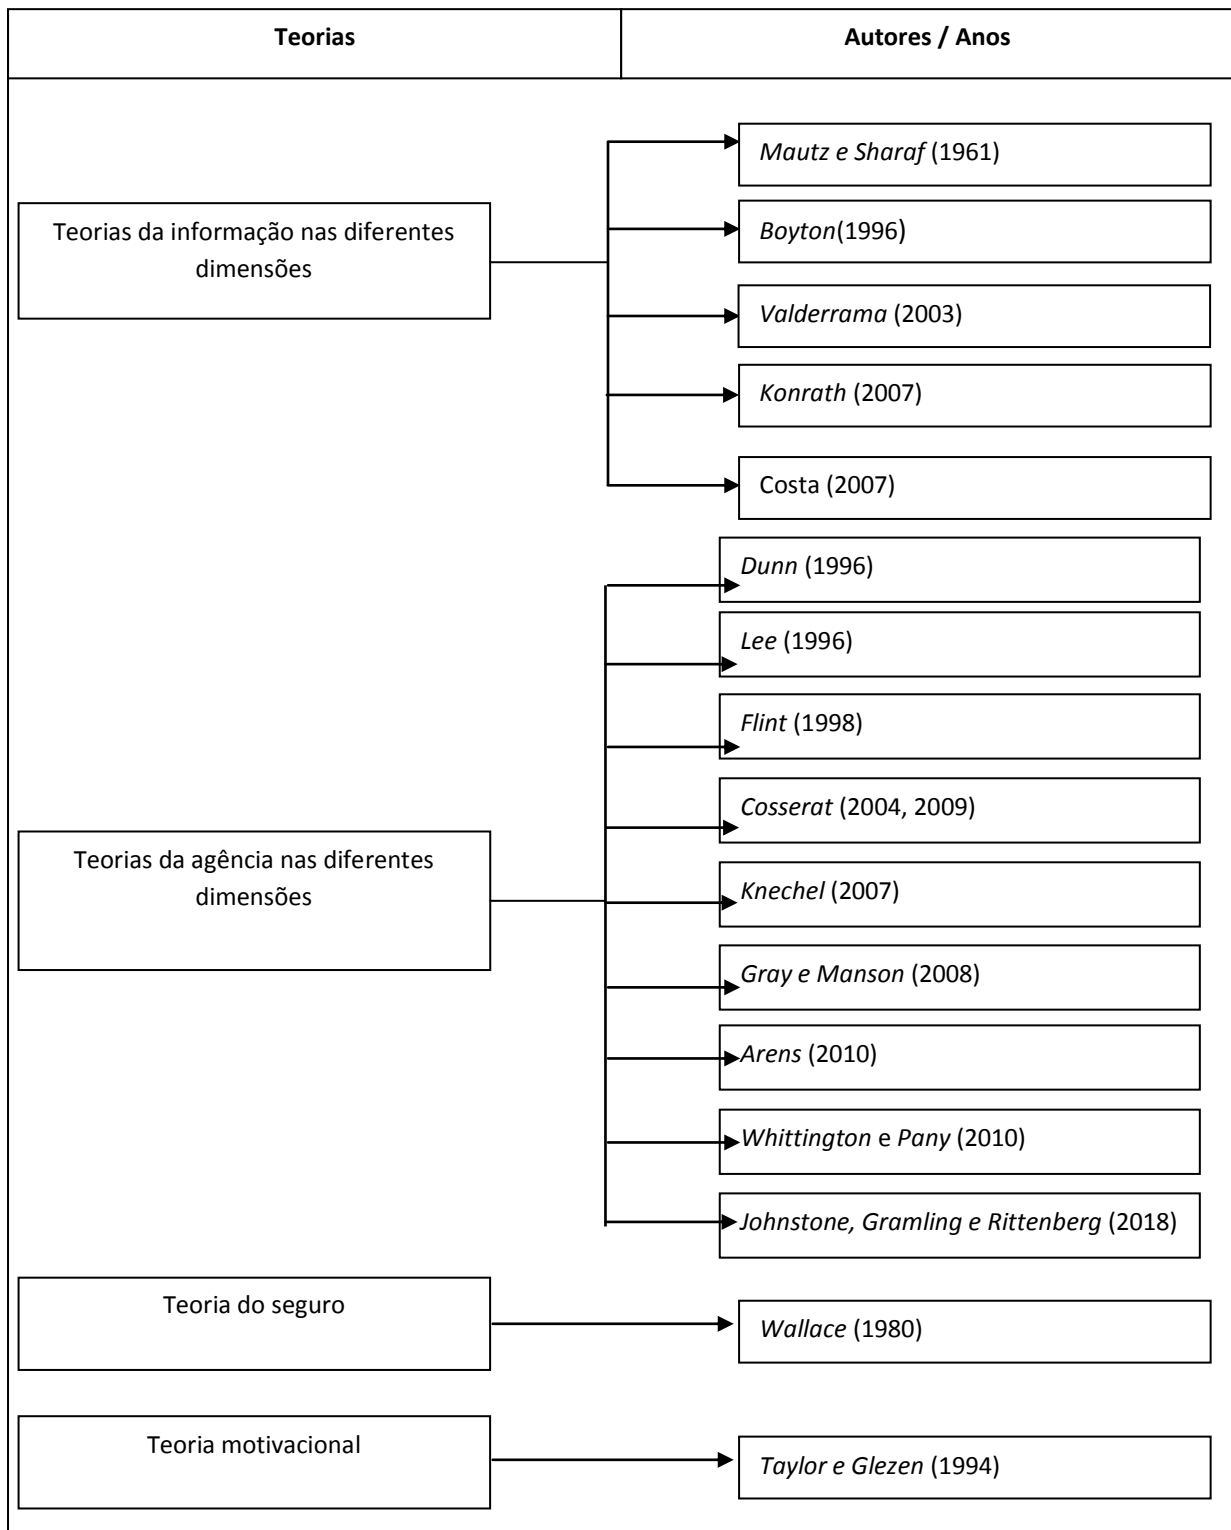 Teorias
Autores / Anos
Teorias da informação nas diferentes
dimensões
Mautz e Sharaf (1961)
Boyton(1996)
Valderrama (2003)
Konrath (2007)
Costa (2007)
Teorias da agência nas diferentes
dimensões
Dunn (1996)
Lee (1996)
Flint (1998)
Cosserat (2004, 2009)
Knechel (2007)
Gray e Manson (2008)
Arens (2010)
Whittington e Pany (2010)
Johnstone, Gramling e Rittenberg (2018)
Teoria do seguro
Wallace (1980)
Teoria motivacional
Taylor e Glezen (1994)